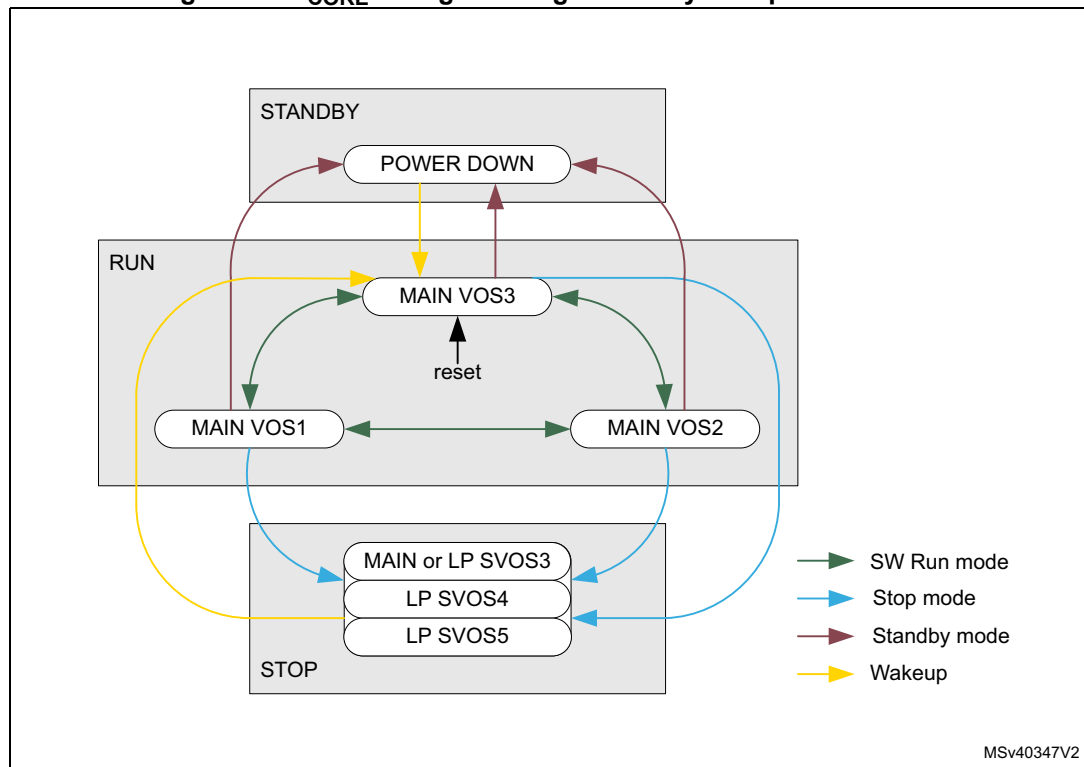 CORE
STANDBY
POWER DOWN
RUN
MAIN VOS3
reset
MAIN VOS1
MAIN VOS2
MAIN or LP SVOS3
LP SVOS4
LP SVOS5
STOP
SW Run mode
Stop mode
Standby mode
Wakeup
MSv40347V2